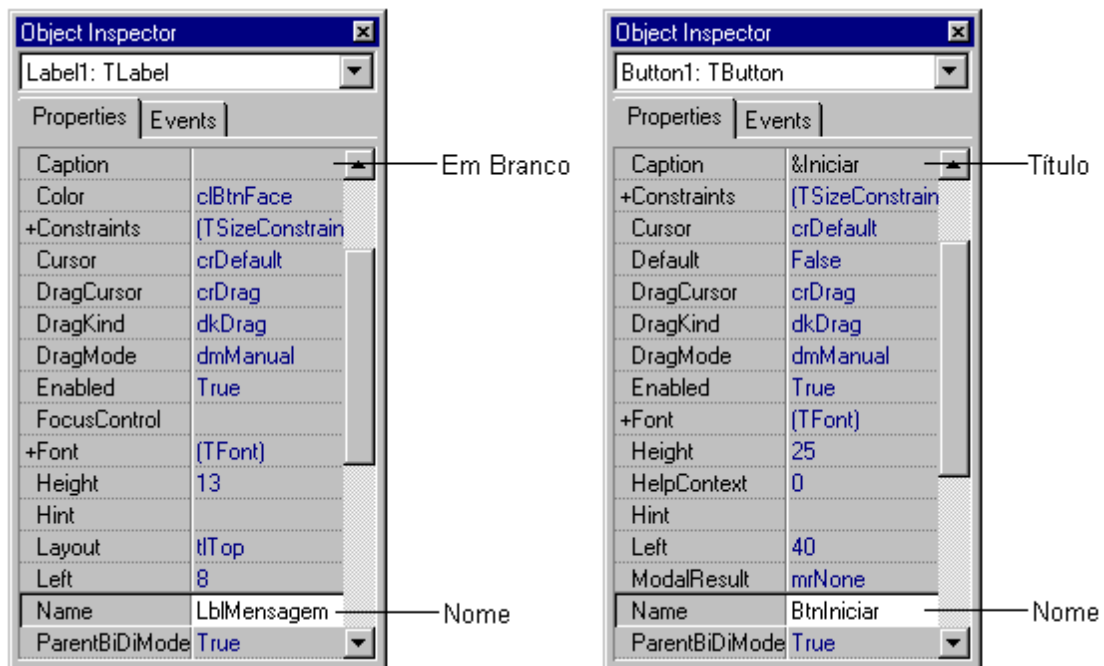 Object Inspector
Label1: TLabel
Properties Events
Caption
Color clBtnFace
+Constraints (TSizeConstrain
Cursor crDefault
DragCursor crDrag
DragKind dkDrag
DragMode dmManual
Enabled True
FocusControl
+Font (TFont)
Height 13
Hint
Layout tlTop
Left 8
Name LblMensagem
ParentBiDiMode True
Em Branco
Nome
Object Inspector
Button1: TButton
Properties Events
Caption &Iniciar
+Constraints (TSizeConstrain
Cursor crDefault
Default False
DragCursor crDrag
DragKind dkDrag
DragMode dmManual
Enabled True
+Font (TFont)
Height 25
HelpContext 0
Hint
Left 40
ModalResult mrNone
Name BtnIniciar
ParentBiDiMode True
Título
Nome